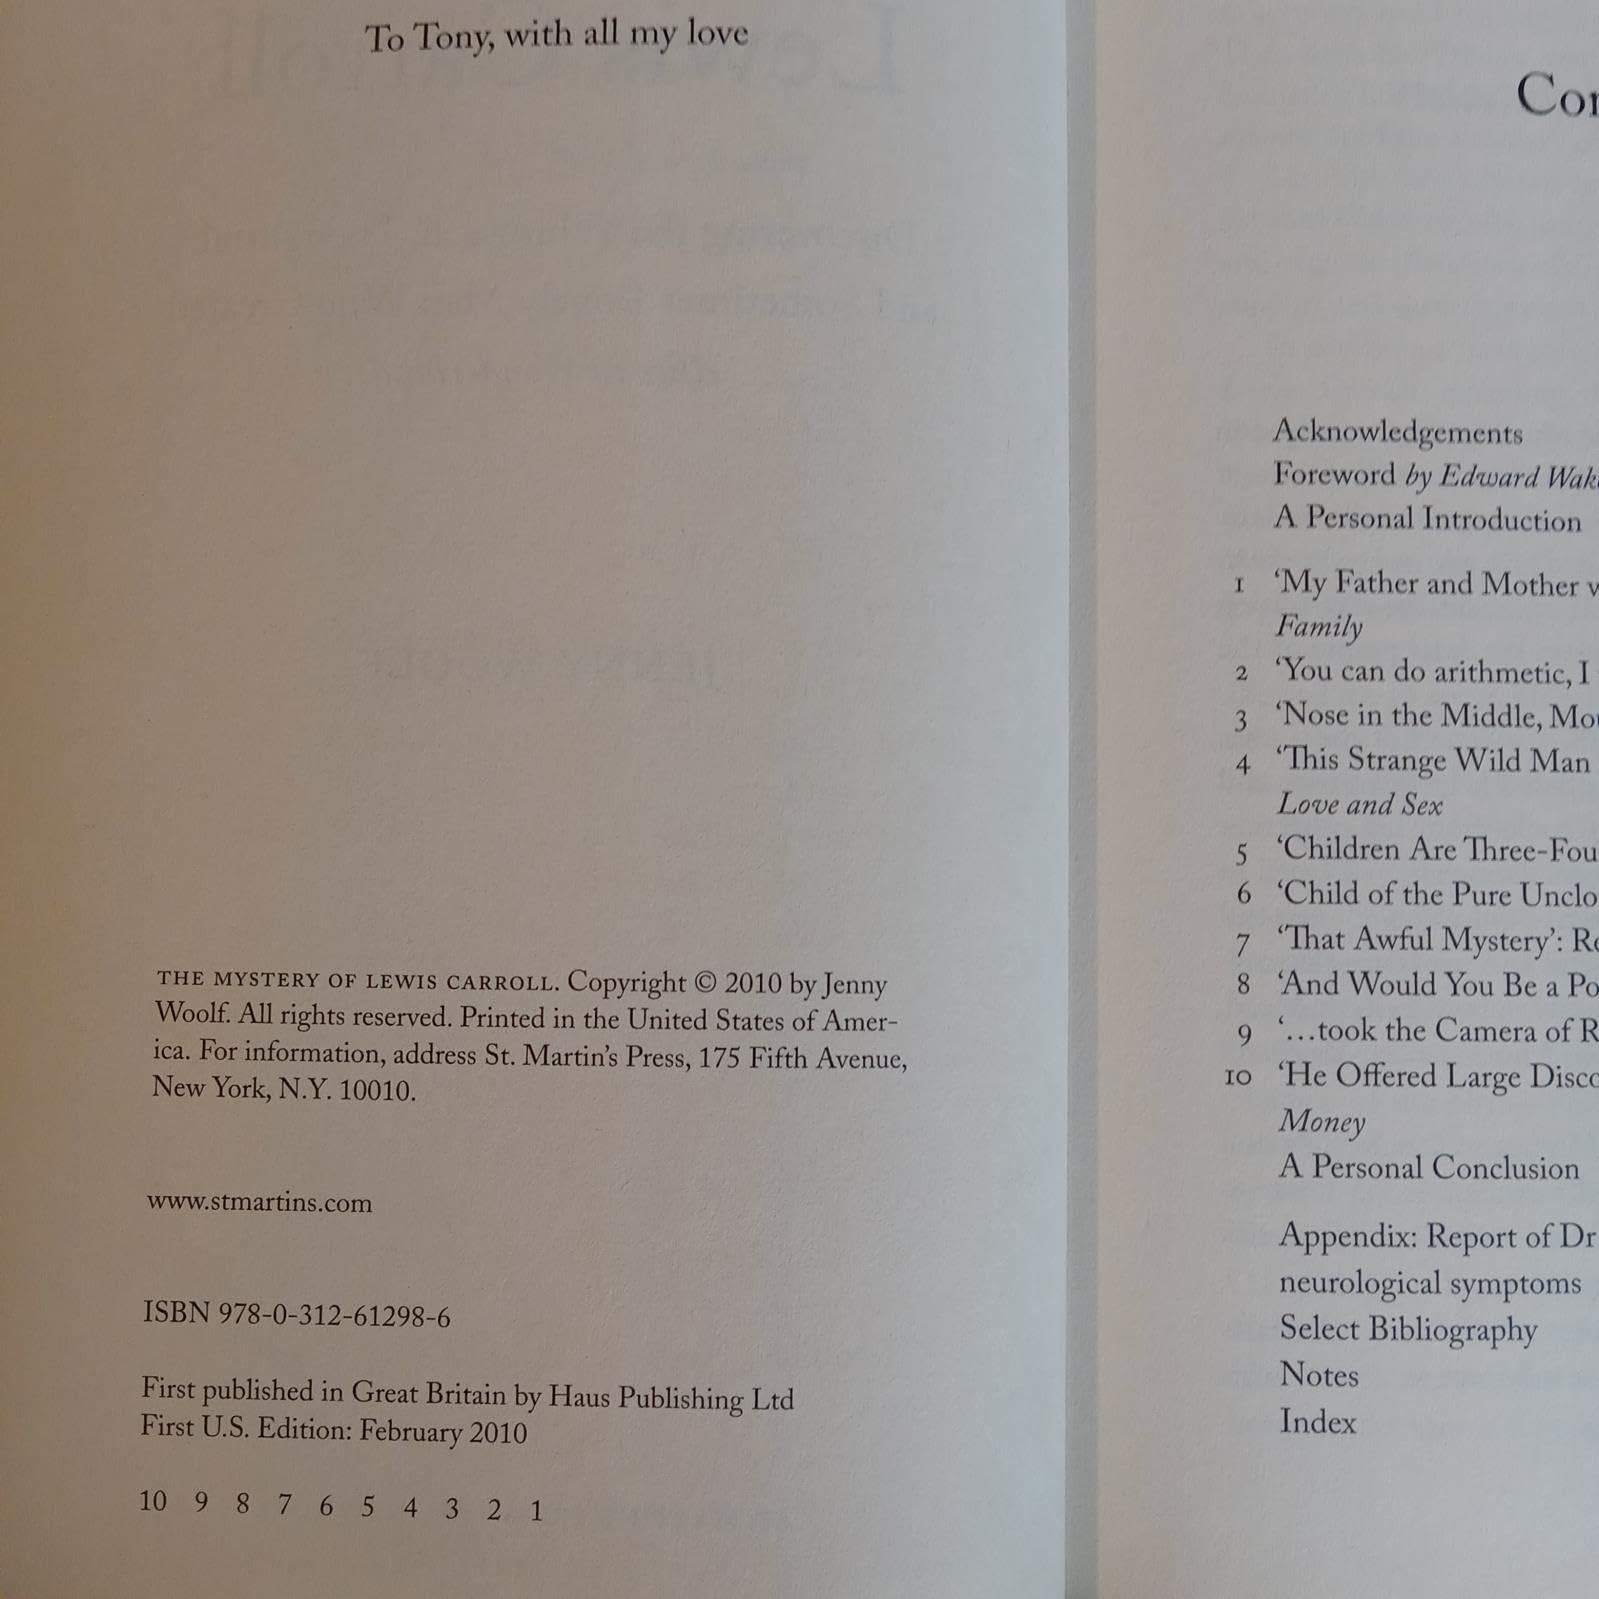 To Tony, with all my love
THE MYSTERY OF LEWIS CARROLL. Copyright © 2010 by Jenny
Woolf. All rights reserved. Printed in the United States of Amer-
ica. For information, address St. Martin's Press, 175 Fifth Avenue,
New York, N.Y. 10010.
www.stmartins.com
ISBN 978-0-312-61298-6
First published in Great Britain by Haus Publishing Ltd
First U.S. Edition: February 2010
10 9 8 7 6 5 4 3 2 1
Acknowledgements
Foreword by Edward
A Personal Introduction
1 ‘My Father and Mother
Family
2 ‘You can do arithmetic, I
3 ‘Nose in the Middle,
4 ‘This Strange Wild Man
Love and Sex
5 ‘Children Are
6 ‘Child of the Pure
7 ‘That Awful Mystery’:
8 ‘And Would You Be a
9 ‘…took the Camera of
10 ‘He Offered Large
Money
A Personal Conclusion
Appendix: Report of Dr
neurological symptoms
Select Bibliography
Notes
Index